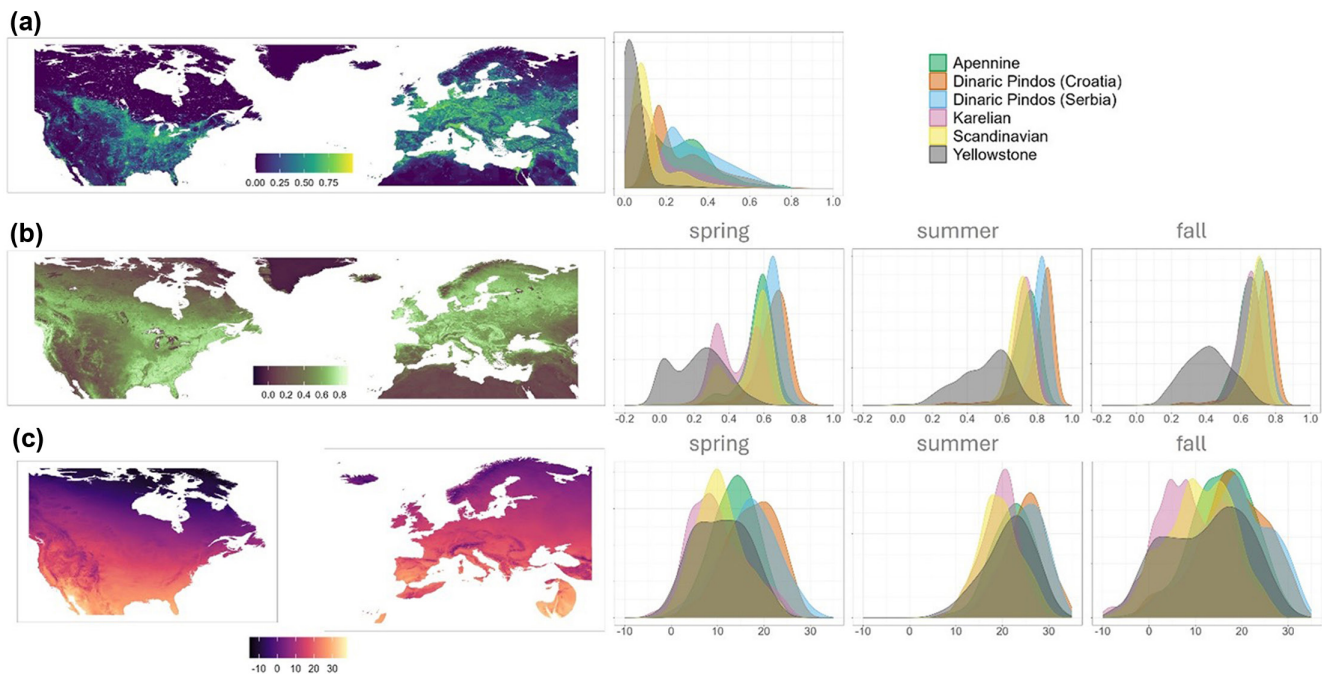 (a)
Apennine
Dinaric Pindos (Croatia)
Dinaric Pindos (Serbia)
Karelian
Scandinavian
Yellowstone
0.00 0.25 0.50 0.75
0.0 0.2 0.4 0.6 0.8 1.0
(b)
spring summer fall
0.0 0.2 0.4 0.6 0.8
-0.2 0.0 0.2 0.4 0.6 0.8 1.0 -0.2 0.0 0.2 0.4 0.6 0.8 1.0 -0.2 0.0 0.2 0.4 0.6 0.8 1.0
(c)
spring summer fall
-10 0 10 20 30 -10 0 10 20 30 -10 0 10 20 30
-10 0 10 20 30